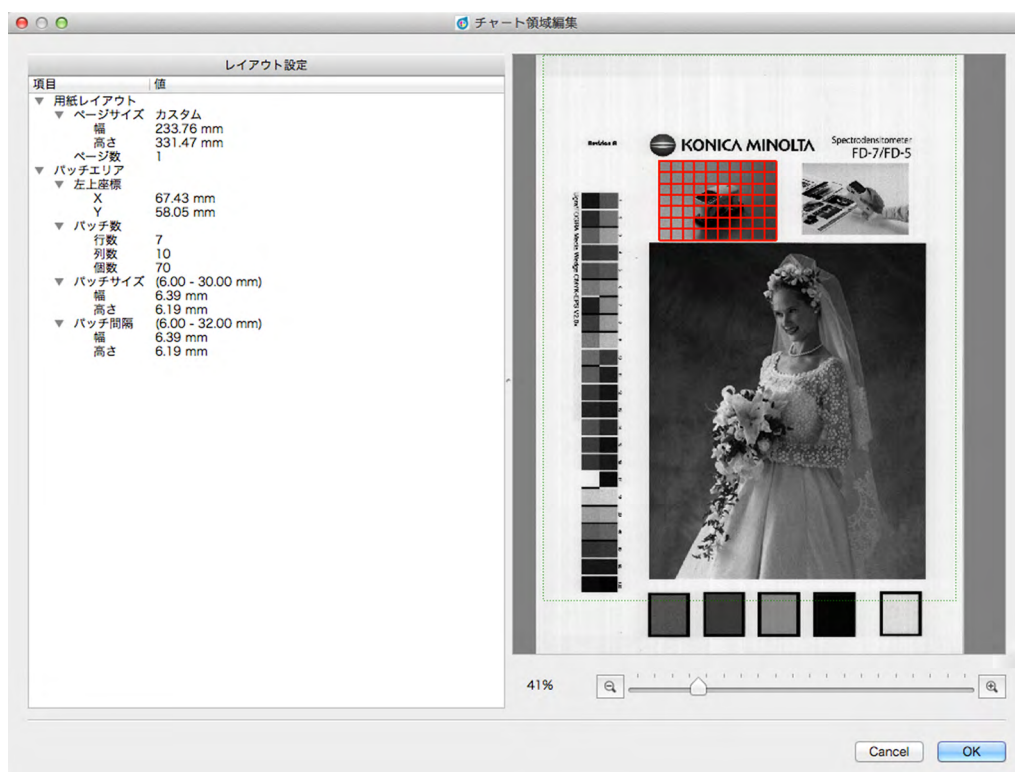 チャート領域編集
レイアウト設定
項目 値
用紙レイアウト
ページサイズ カスタム
幅 233.76 mm
高さ 331.47 mm
ページ数 1
パッチエリア
左上座標
X 67.43 mm
Y 58.05 mm
パッチ数
行数 7
列数 10
個数 70
パッチサイズ (6.00 - 30.00 mm)
幅 6.39 mm
高さ 6.19 mm
パッチ間隔 (6.00 - 32.00 mm)
幅 6.39 mm
高さ 6.19 mm
Revision A
KONICA MINOLTA
Spectrodensitometer
FD-7/FD-5
41%
Cancel OK